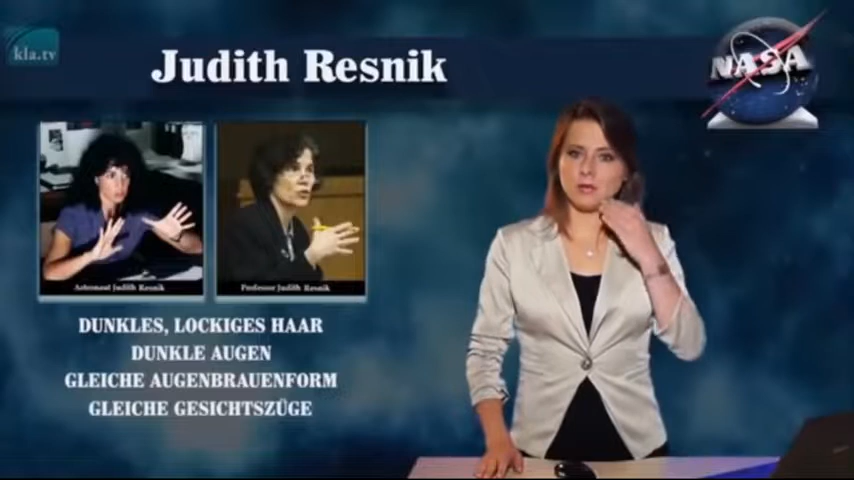 kla.tv
Judith Resnik
NASA
Astronaut Judith Resnik
Professor Judith Resnik
DUNKLES, LOCKIGES HAAR
DUNKLE AUGEN
GLEICHE AUGENBRAUENFORM
GLEICHE GESICHTSZÜGE